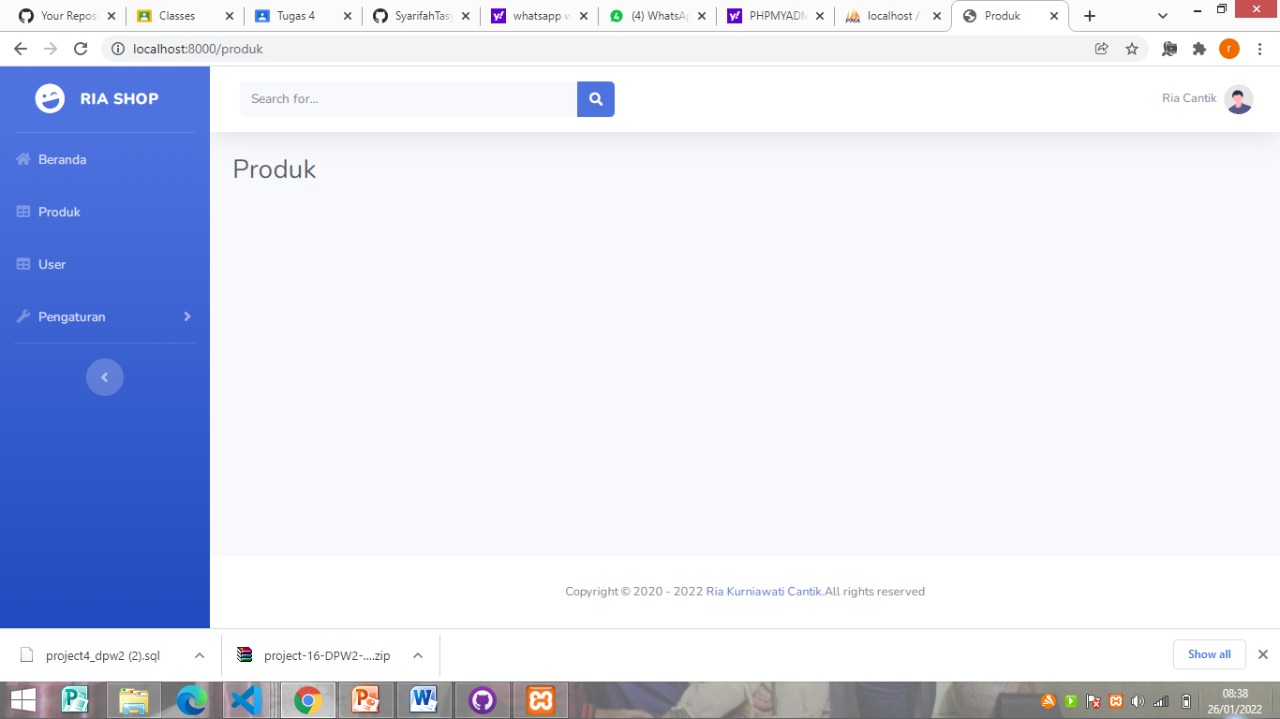 Your Repos
Classes
Tugas 4
SyarifahTas
whatsapp w
(4) WhatsAp
PHPMYADM
localhost /
Produk
localhost:8000/produk
r
RIA SHOP
Search for...
Ria Cantik
Beranda
Produk
User
Pengaturan
Produk
Copyright © 2020 - 2022 Ria Kurniawati Cantik.All rights reserved
project4_dpw2 (2).sql
project-16-DPW2-....zip
Show all
08:38
26/01/2022